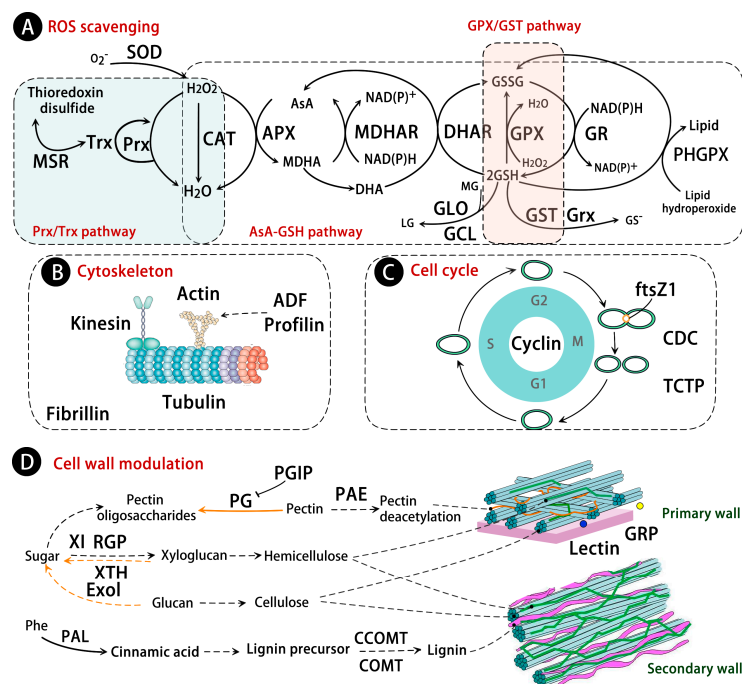 A ROS scavenging
GPX/GST pathway
O2- SOD
Thioredoxin
disulfide
H2O2
AsA
NAD(P)+
GSSG
H2O
NAD(P)H
Lipid
MSR
Trx
Prx
CAT
APX
MDHAR
DHAR
GPX
GR
PHGPX
MDHA
NAD(P)H
H2O2
NAD(P)+
H2O
DHA
2GSH
MG
Lipid
hydroperoxide
GLO
LG
GCL
GST
Grx
GS-
Prx/Trx pathway
AsA-GSH pathway
B Cytoskeleton
Kinesin
Actin
ADF
Profilin
Tubulin
Fibrillin
C Cell cycle
G2
S
Cyclin
M
G1
ftsZ1
CDC
TCTP
D Cell wall modulation
PGIP
Pectin
oligosaccharides
PG
Pectin
PAE
Pectin
deacetylation
Primary wall
GRP
Lectin
XI RGP
Sugar
Xyloglucan
Hemicellulose
XTH
Exol
Glucan
Cellulose
Phe
PAL
Cinnamic acid
Lignin precursor
CCOMT
COMT
Lignin
Secondary wall